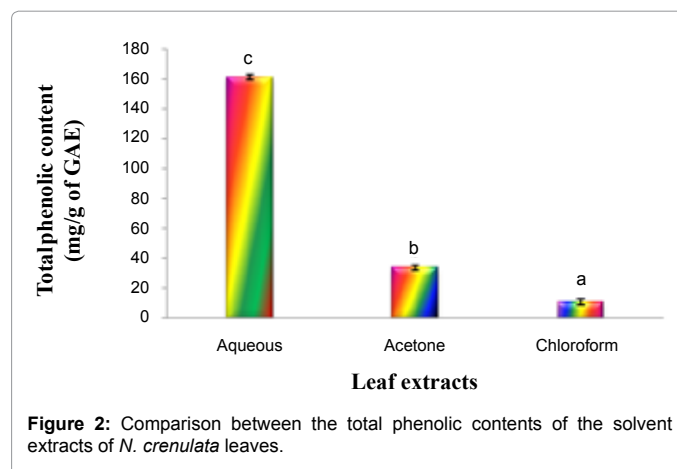 180
160
140
120
100
80
60
40
20
0
Totalphenolic content
(mg/g of GAE)
c
b
a
Aqueous Acetone Chloroform
Leaf extracts
Figure 2: Comparison between the total phenolic contents of the solvent
extracts of N. crenulata leaves.